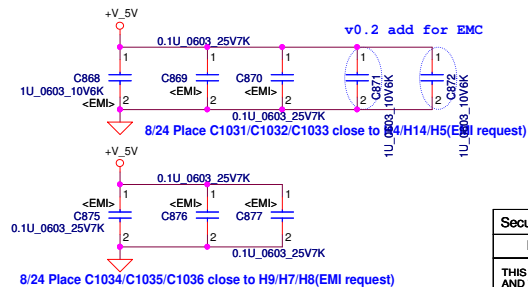 +V_5V
v0.2 add for EMC
0.1U_0603_25V7K
1
1
1
1
1
C868
C869
C870
C871
C872
1U_0603_10V6K
<EMI>
<EMI>
<EMI>
2
2
2
2
2
1U_0603_10V6K
1U_0603_10V6K
0.1U_0603_25V7K
8/24 Place C1031/C1032/C1033 close to H4/H14/H5(EMI request)
+V_5V
0.1U_0603_25V7K
<EMI>
<EMI>
<EMI>
1
1
1
C875
C876
C877
0.1U_0603_25V7K
2
2
2
0.1U_0603_25V7K
8/24 Place C1034/C1035/C1036 close to H9/H7/H8(EMI request)
Secu
THIS
AND